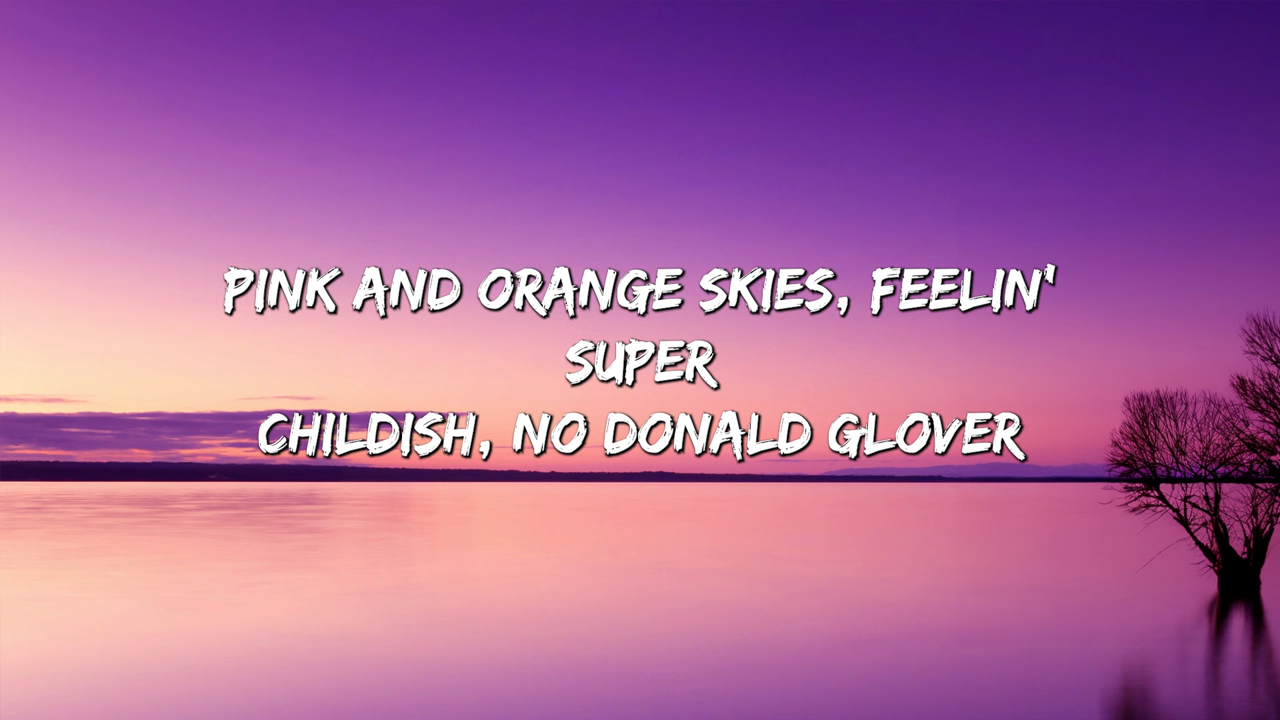 PINK AND ORANGE SKIES, FEELIN'
SUPER
CHILDISH, NO DONALD GLOVER